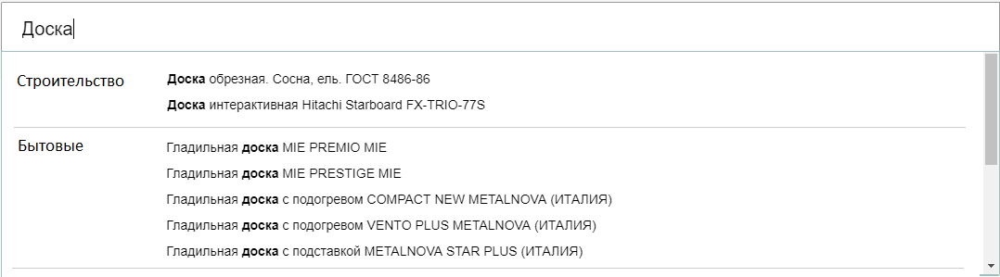 Доска
Строительство
Доска обрезная. Сосна, ель. ГОСТ 8486-86
Доска интерактивная Hitachi Starboard FX-TRIO-77S
Бытовые
Гладильная доска MIE PREMIO MIE
Гладильная доска MIE PRESTIGE MIE
Гладильная доска с подогревом COMPACT NEW METALNOVA (ИТАЛИЯ)
Гладильная доска с подогревом VENTO PLUS METALNOVA (ИТАЛИЯ)
Гладильная доска с подставкой METALNOVA STAR PLUS (ИТАЛИЯ)